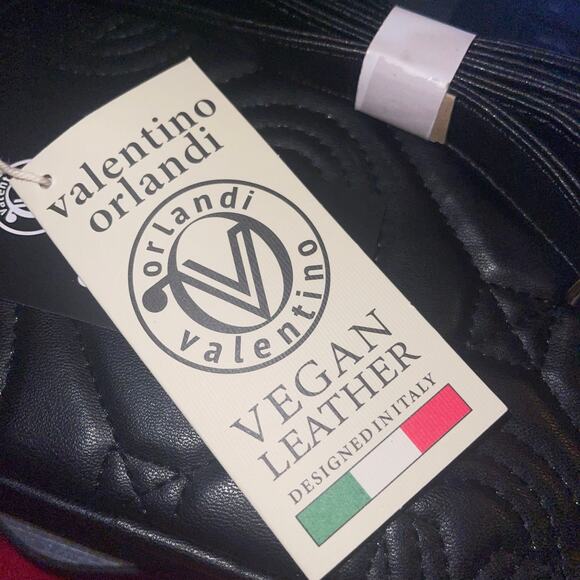 valentino
orlandi
orlandi
V
valentino
VEGAN
LEATHER
DESIGNED IN ITALY